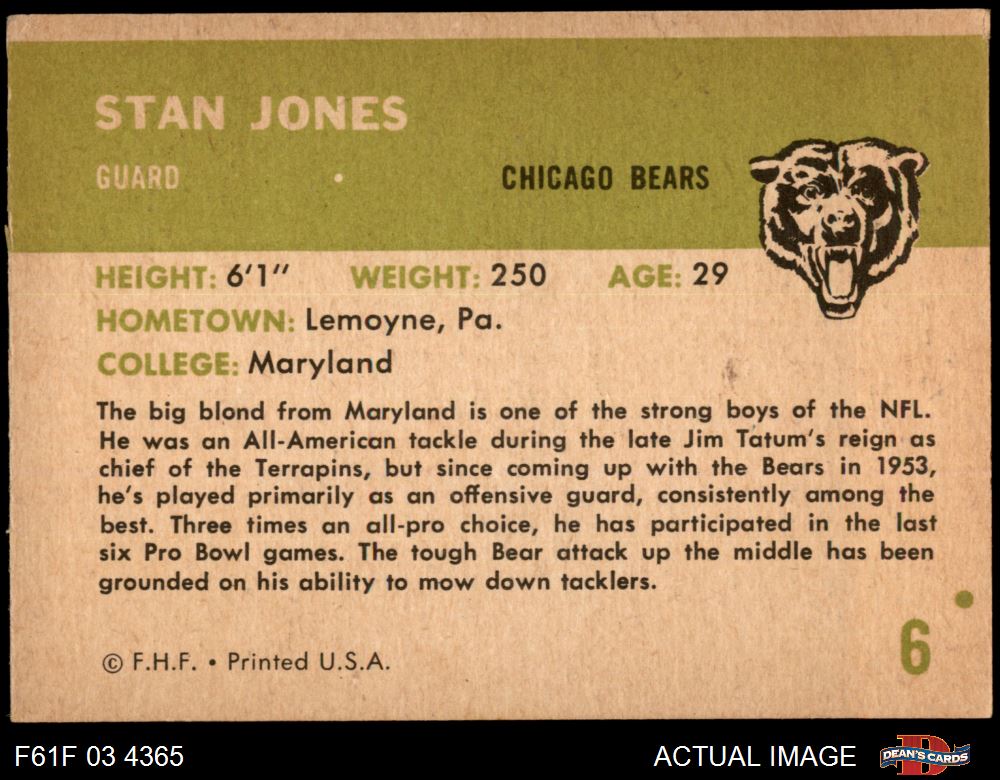 STAN JONES
GUARD
CHICAGO BEARS
HEIGHT: 6'1" WEIGHT: 250 AGE: 29
HOMETOWN: Lemoyne, Pa.
COLLEGE: Maryland
The big blond from Maryland is one of the strong boys of the NFL.
He was an All-American tackle during the late Jim Tatum's reign as
chief of the Terrapins, but since coming up with the Bears in 1953,
he's played primarily as an offensive guard, consistently among the
best. Three times an all-pro choice, he has participated in the last
six Pro Bowl games. The tough Bear attack up the middle has been
grounded on his ability to mow down tacklers.
© F.H.F. • Printed U.S.A.
6
F61F 03 4365
ACTUAL IMAGE
D
DEAN'S CARDS